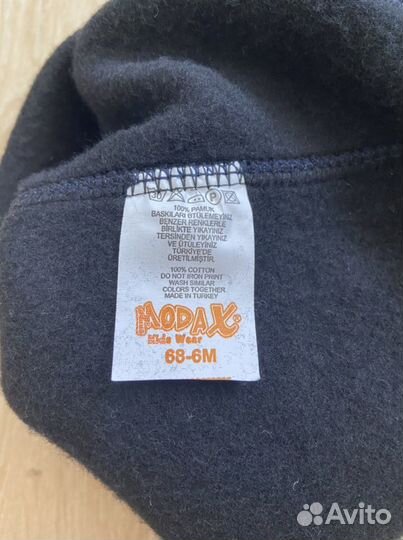 100% PAMUK
BASKILARI ÜTÜLEMEYİNİZ
BENZER RENKLERLE
BİRLİKTE YIKAYINIZ
TERSİNDEN YIKAYINIZ
VE ÜTÜLEYİNİZ
TÜRKİYE'DE
ÜRETİLMİŞTİR.
100% COTTON
DO NOT IRON PRINT
WASH SIMILAR
COLORS TOGETHER.
MADE IN TURKEY
MODAX
Kids Wear
68-6M
Avito